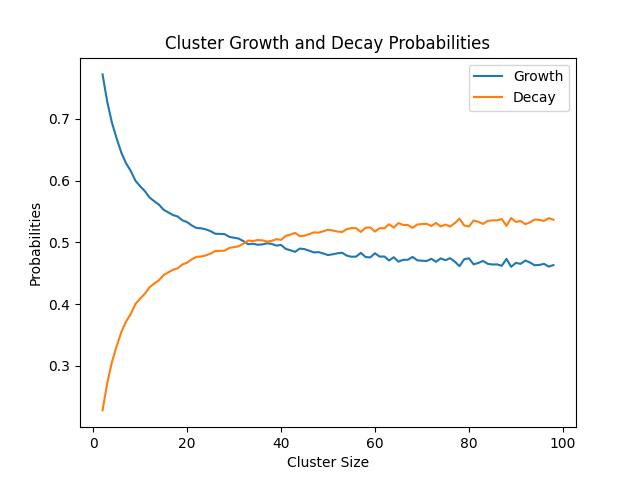 Cluster Growth and Decay Probabilities
Growth
Decay
Probabilities
0.7
0.6
0.5
0.4
0.3
0
20
40
60
80
100
Cluster Size